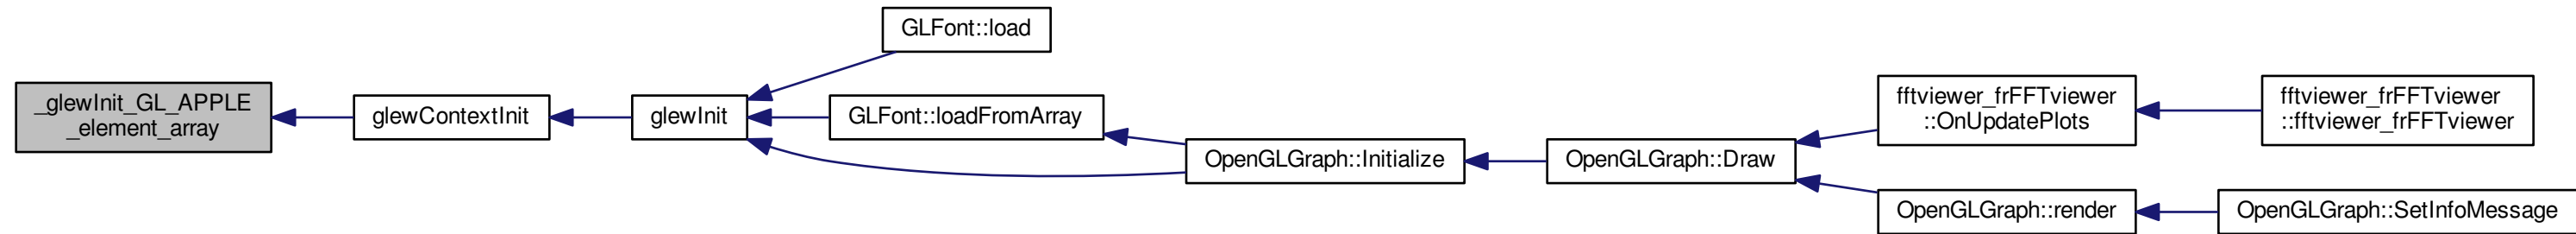 _glewInit_GL_APPLE
_element_array
glewContextInit
glewInit
GLFont::load
GLFont::loadFromArray
OpenGLGraph::Initialize
OpenGLGraph::Draw
fftviewer_frFFTviewer
::OnUpdatePlots
fftviewer_frFFTviewer
::fftviewer_frFFTviewer
OpenGLGraph::render
OpenGLGraph::SetInfoMessage